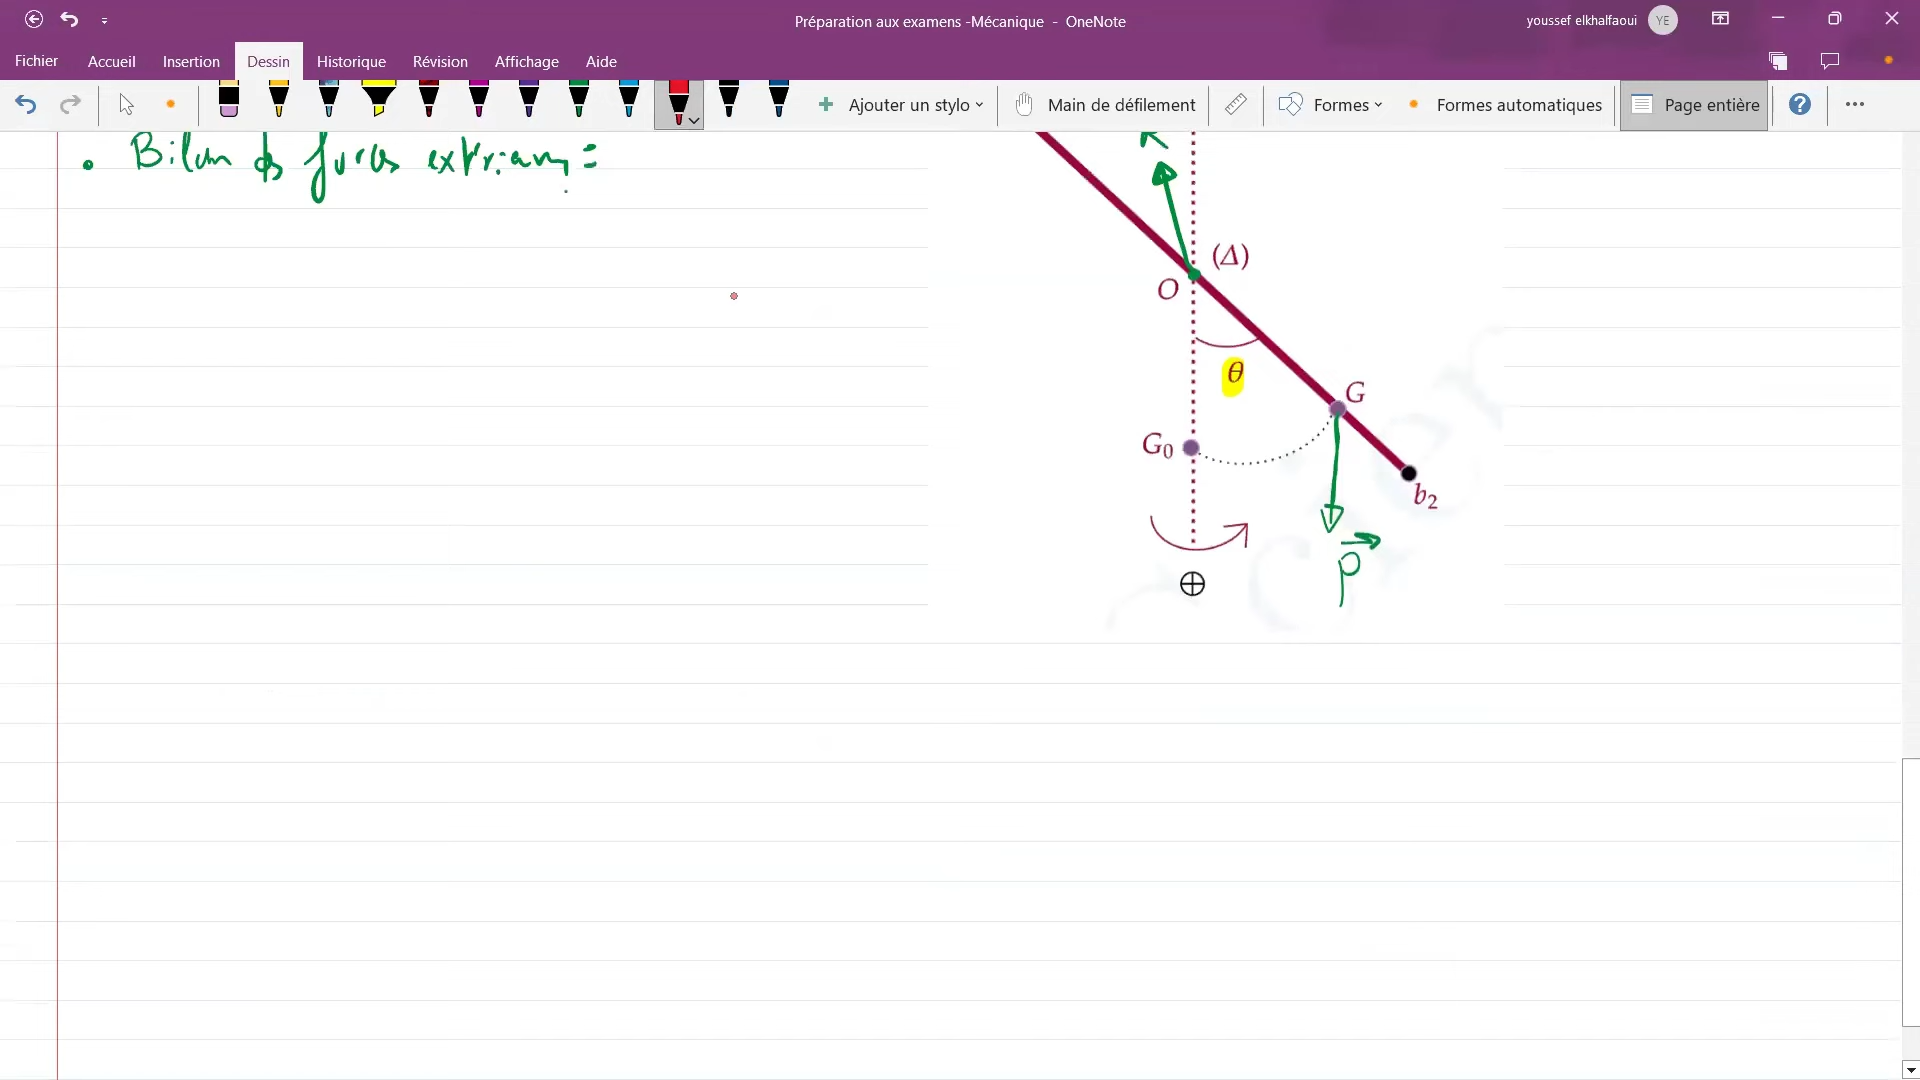 Préparation aux examens -Mécanique - OneNote
youssef elkhalfaoui
YE
Fichier
Accueil
Insertion
Dessin
Historique
Révision
Affichage
Aide
Ajouter un stylo
Main de défilement
Formes
Formes automatiques
Page entière
?
• Bilan des forces
(Δ)
O
θ
G
G₀
b₂
⊕
P